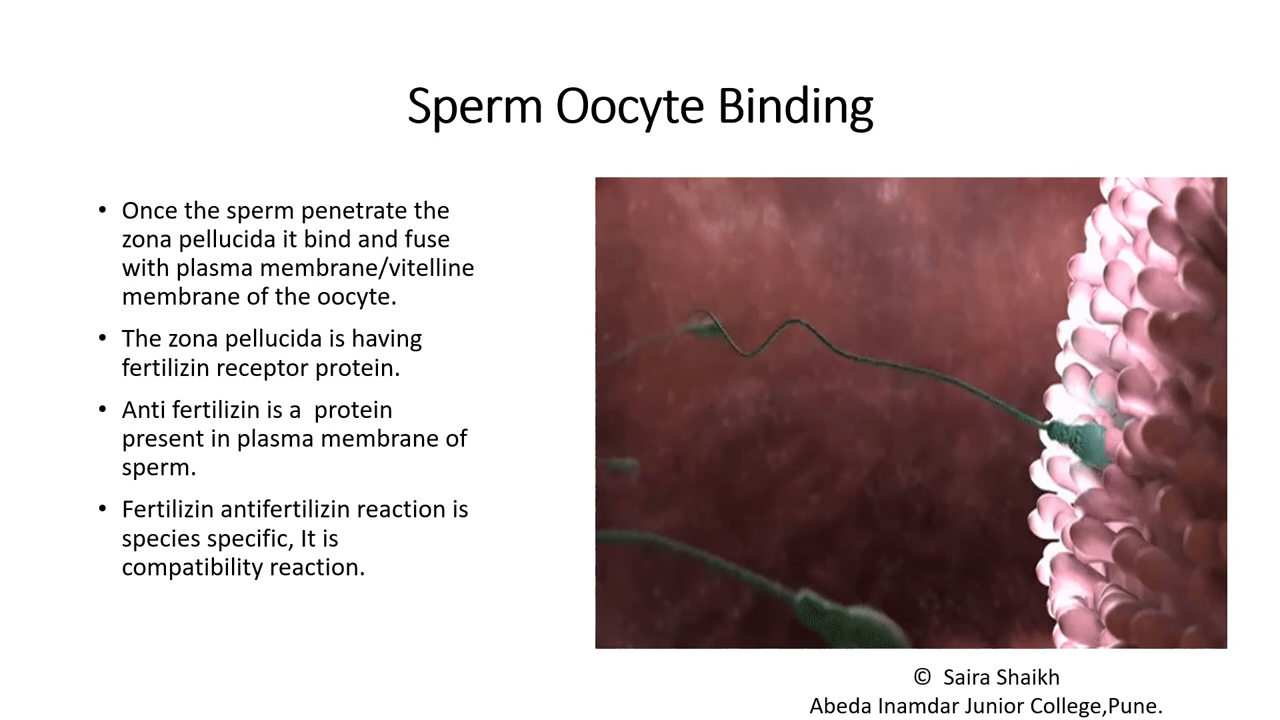 Sperm Oocyte Binding
• Once the sperm penetrate the
zona pellucida it bind and fuse
with plasma membrane/vitelline
membrane of the oocyte.
• The zona pellucida is having
fertilizin receptor protein.
• Anti fertilizin is a  protein
present in plasma membrane of
sperm.
• Fertilizin antifertilizin reaction is
species specific, It is
compatibility reaction.
©  Saira Shaikh
Abeda Inamdar Junior College,Pune.